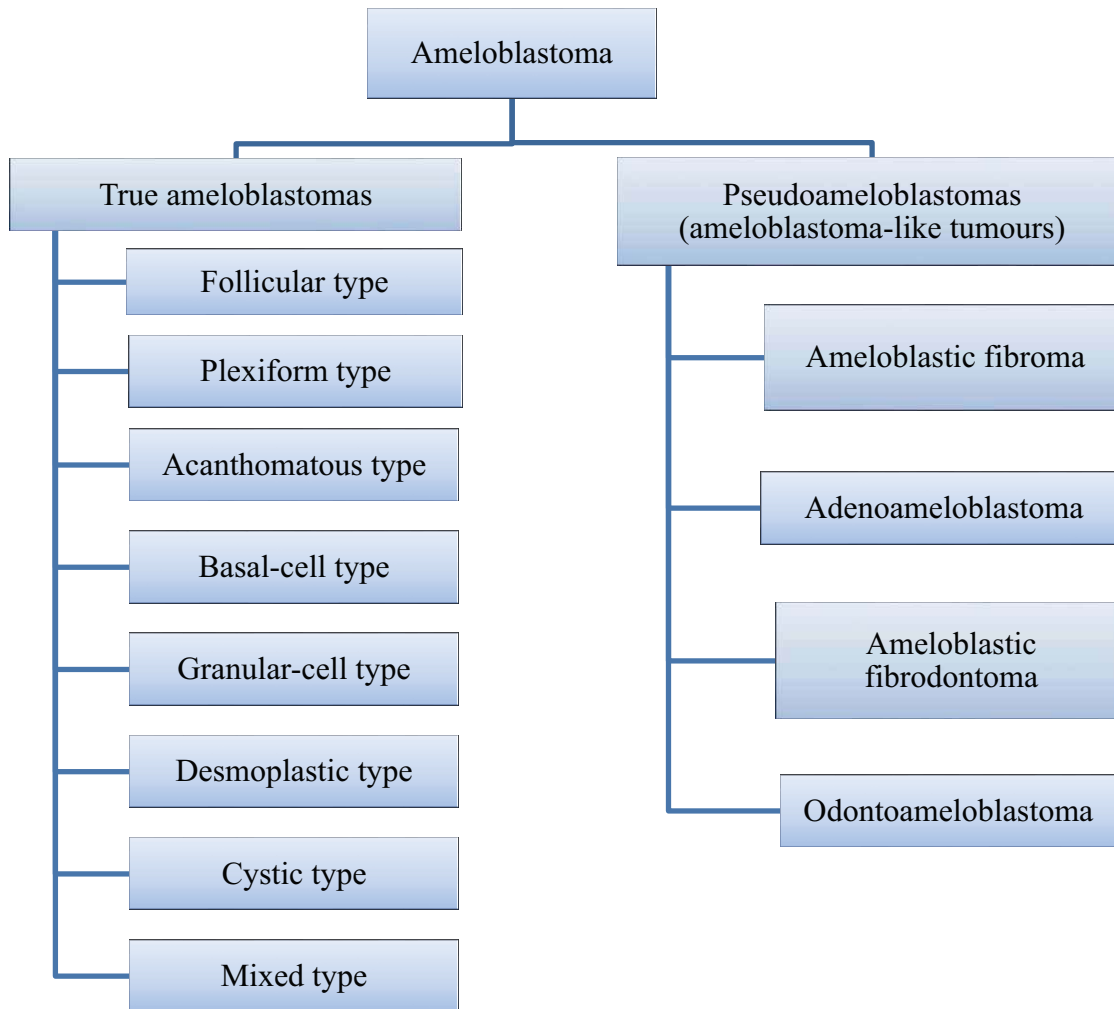 Ameloblastoma
True ameloblastomas
Follicular type
Plexiform type
Acanthomatous type
Basal-cell type
Granular-cell type
Desmoplastic type
Cystic type
Mixed type
Pseudoameloblastomas
(ameloblastoma-like tumours)
Ameloblastic fibroma
Adenoameloblastoma
Ameloblastic
fibrodontoma
Odontoameloblastoma